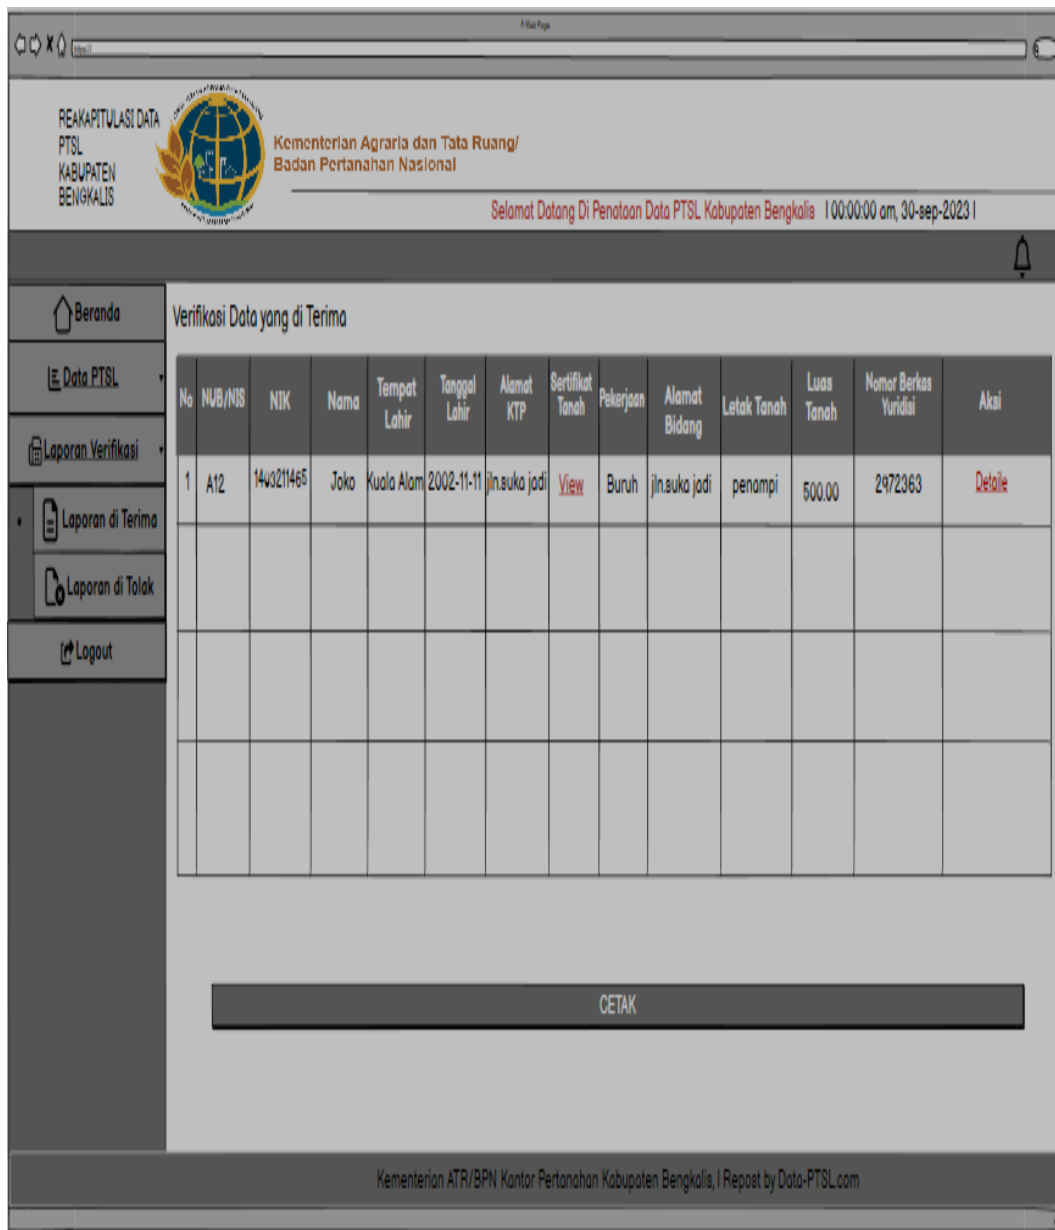 A Web Page
https://
REAKAPITULASI DATA
PTSL
KABUPATEN
BENGKALIS
Kementerian Agraria dan Tata Ruang/
Badan Pertanahan Nasional
Selamat Datang Di Penataan Data PTSL Kabupaten Bengkalis | 00:00:00 am, 30-sep-2023 |
Beranda
Data PTSL
Laporan Verifikasi
Laporan di Terima
Laporan di Tolak
Logout
Verifikasi Data yang di Terima
No NUB/NIS NIK Nama Tempat Lahir Tanggal Lahir Alamat KTP Sertifikat Tanah Pekerjaan Alamat Bidang Letak Tanah Luas Tanah Nomor Berkas Yuridisi Aksi
1 A12 1403211465 Joko Kuala Alam 2002-11-11 jln.suka jadi View Buruh jln.suka jadi penampi 500.00 2972363 Detaile
CETAK
Kementerian ATR/BPN Kantor Pertanahan Kabupaten Bengkalis, | Repost by Data-PTSL.com